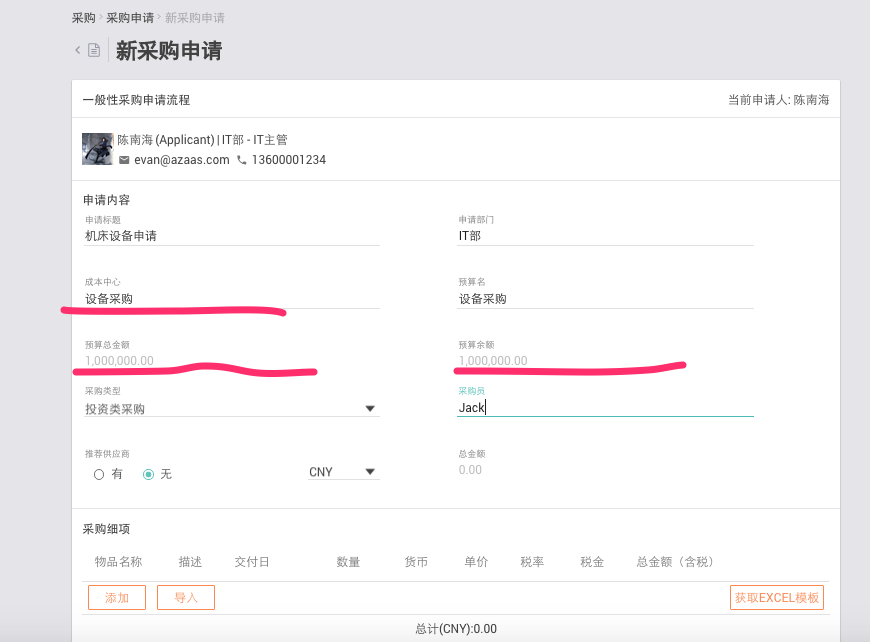 采购 > 采购申请 > 新采购申请
新采购申请
一般性采购申请流程 当前申请人: 陈南海
陈南海 (Applicant) | IT部 - IT主管
evan@azaas.com 13600001234
申请内容
申请标题 申请部门
机床设备申请 IT部
成本中心 预算名
设备采购 设备采购
预算总金额 预算余额
1,000,000.00 1,000,000.00
采购类型 采购员
投资类采购 Jack
推荐供应商 总金额
有 无 CNY 0.00
采购细项
物品名称 描述 交付日 数量 货币 单价 税率 税金 总金额（含税）
添加 导入 获取EXCEL模板
总计(CNY):0.00